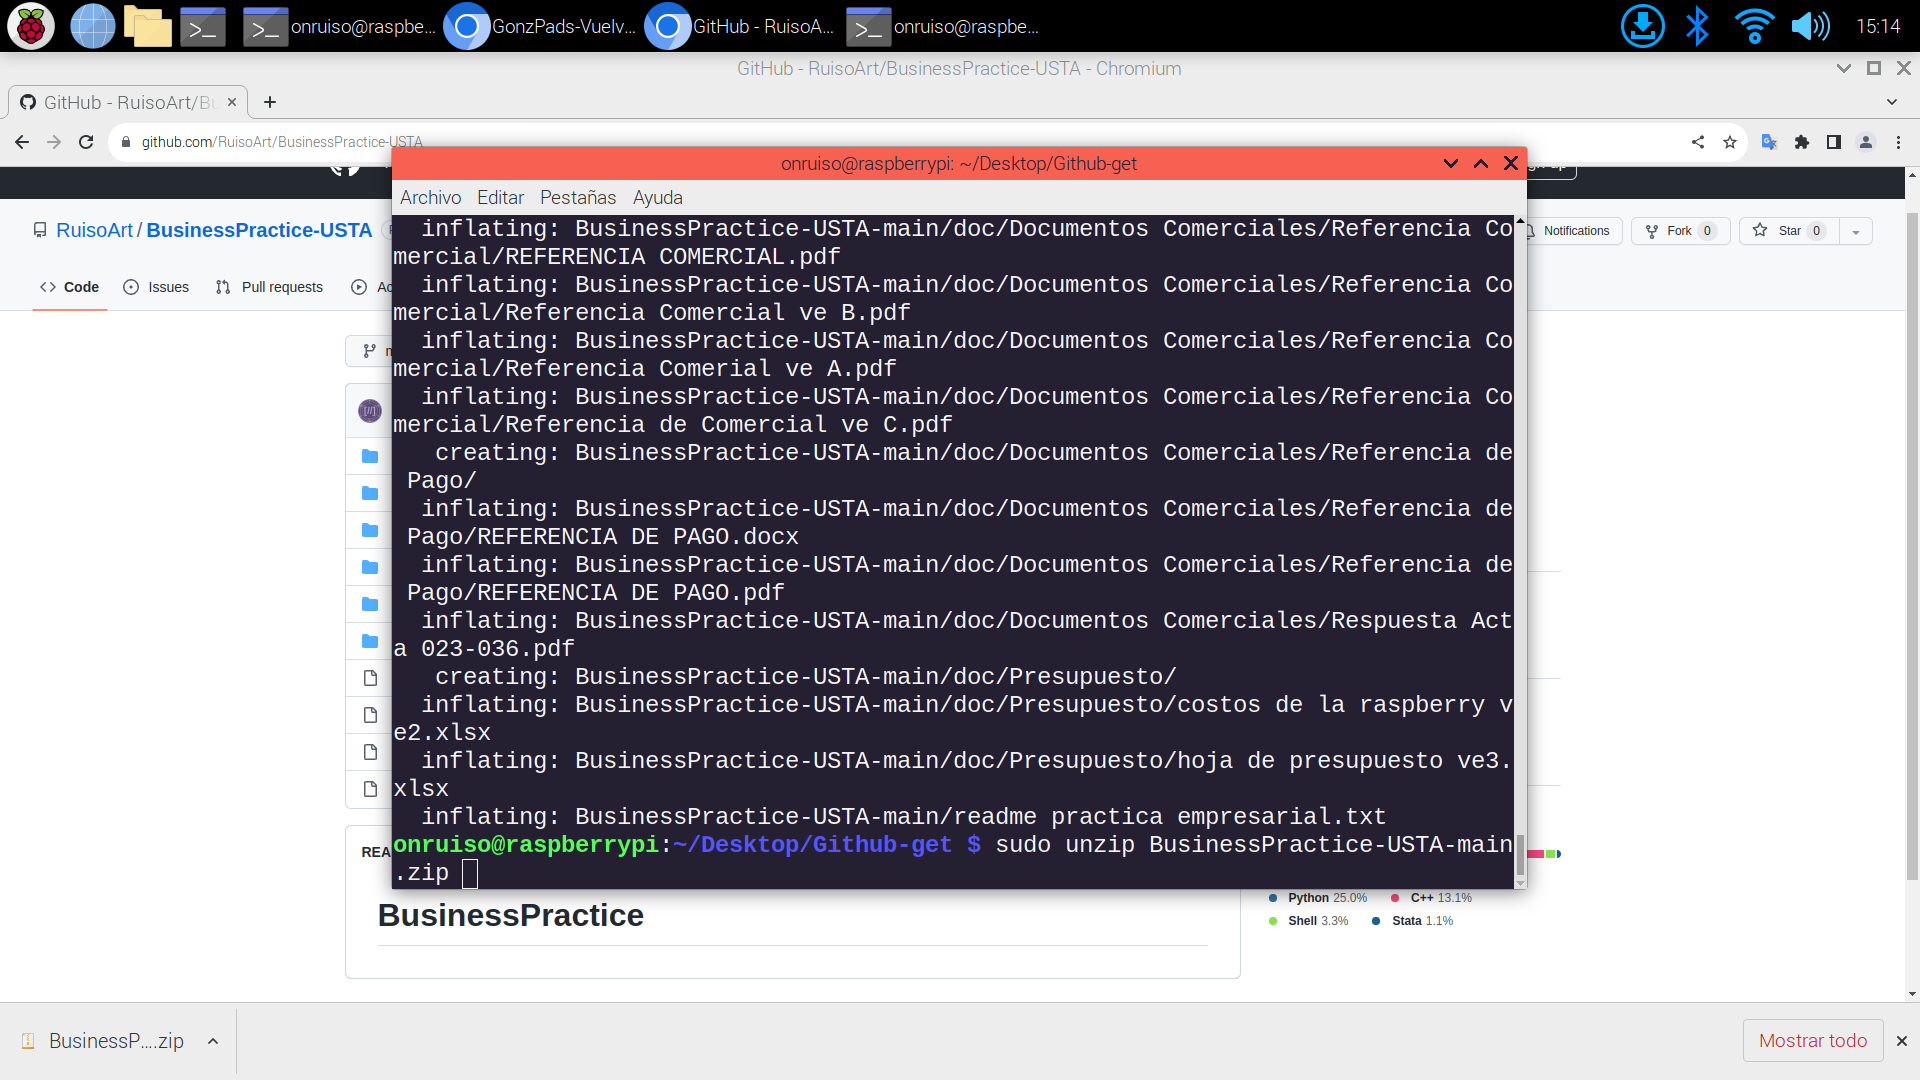 onruiso@raspbe...
GonzPads-Vuelv...
GitHub - RuisoA...
onruiso@raspbe...
15:14
GitHub - RuisoArt/BusinessPractice-USTA - Chromium
GitHub - RuisoArt/Bu
github.com/RuisoArt/BusinessPractice-USTA
onruiso@raspberrypi: ~/Desktop/Github-get
Archivo Editar Pestañas Ayuda
RuisoArt / BusinessPractice-USTA
Notifications
Fork 0
Star 0
Code
Issues
Pull requests
inflating: BusinessPractice-USTA-main/doc/Documentos Comerciales/Referencia Co
mercial/REFERENCIA COMERCIAL.pdf
inflating: BusinessPractice-USTA-main/doc/Documentos Comerciales/Referencia Co
mercial/Referencia Comercial ve B.pdf
inflating: BusinessPractice-USTA-main/doc/Documentos Comerciales/Referencia Co
mercial/Referencia Comerial ve A.pdf
inflating: BusinessPractice-USTA-main/doc/Documentos Comerciales/Referencia Co
mercial/Referencia de Comercial ve C.pdf
creating: BusinessPractice-USTA-main/doc/Documentos Comerciales/Referencia de
Pago/
inflating: BusinessPractice-USTA-main/doc/Documentos Comerciales/Referencia de
Pago/REFERENCIA DE PAGO.docx
inflating: BusinessPractice-USTA-main/doc/Documentos Comerciales/Referencia de
Pago/REFERENCIA DE PAGO.pdf
inflating: BusinessPractice-USTA-main/doc/Documentos Comerciales/Respuesta Act
a 023-036.pdf
creating: BusinessPractice-USTA-main/doc/Presupuesto/
inflating: BusinessPractice-USTA-main/doc/Presupuesto/costos de la raspberry v
e2.xlsx
inflating: BusinessPractice-USTA-main/doc/Presupuesto/hoja de presupuesto ve3.
xlsx
inflating: BusinessPractice-USTA-main/readme practica empresarial.txt
onruiso@raspberrypi:~/Desktop/Github-get $ sudo unzip BusinessPractice-USTA-main
.zip
REA
BusinessPractice
Python 25.0%
C++ 13.1%
Shell 3.3%
Stata 1.1%
BusinessP....zip
Mostrar todo